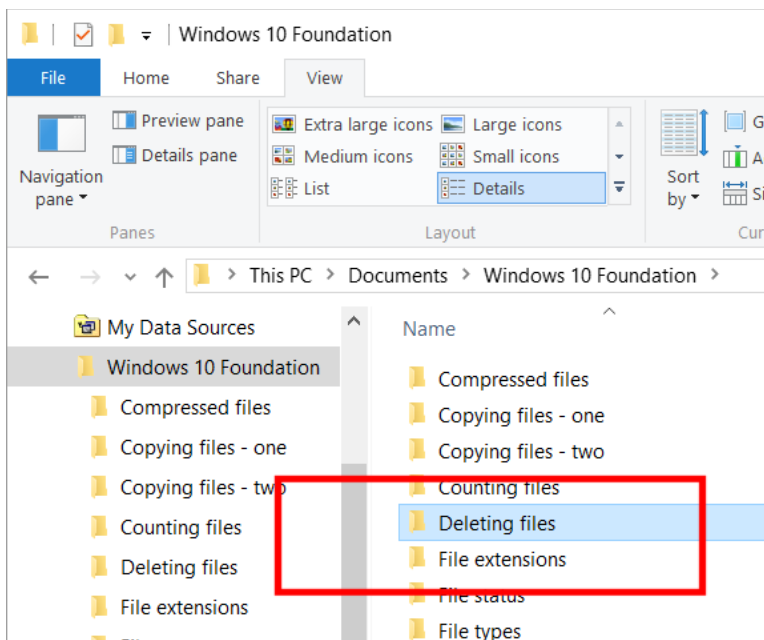 Windows 10 Foundation
File Home Share View
Preview pane
Details pane
Navigation pane
Panes
Extra large icons Large icons
Medium icons Small icons
List Details
Layout
Sort by
G
A
Si
Cur
This PC > Documents > Windows 10 Foundation >
My Data Sources
Windows 10 Foundation
Compressed files
Copying files - one
Copying files - two
Counting files
Deleting files
File extensions
Name
Compressed files
Copying files - one
Copying files - two
Counting files
Deleting files
File extensions
File status
File types